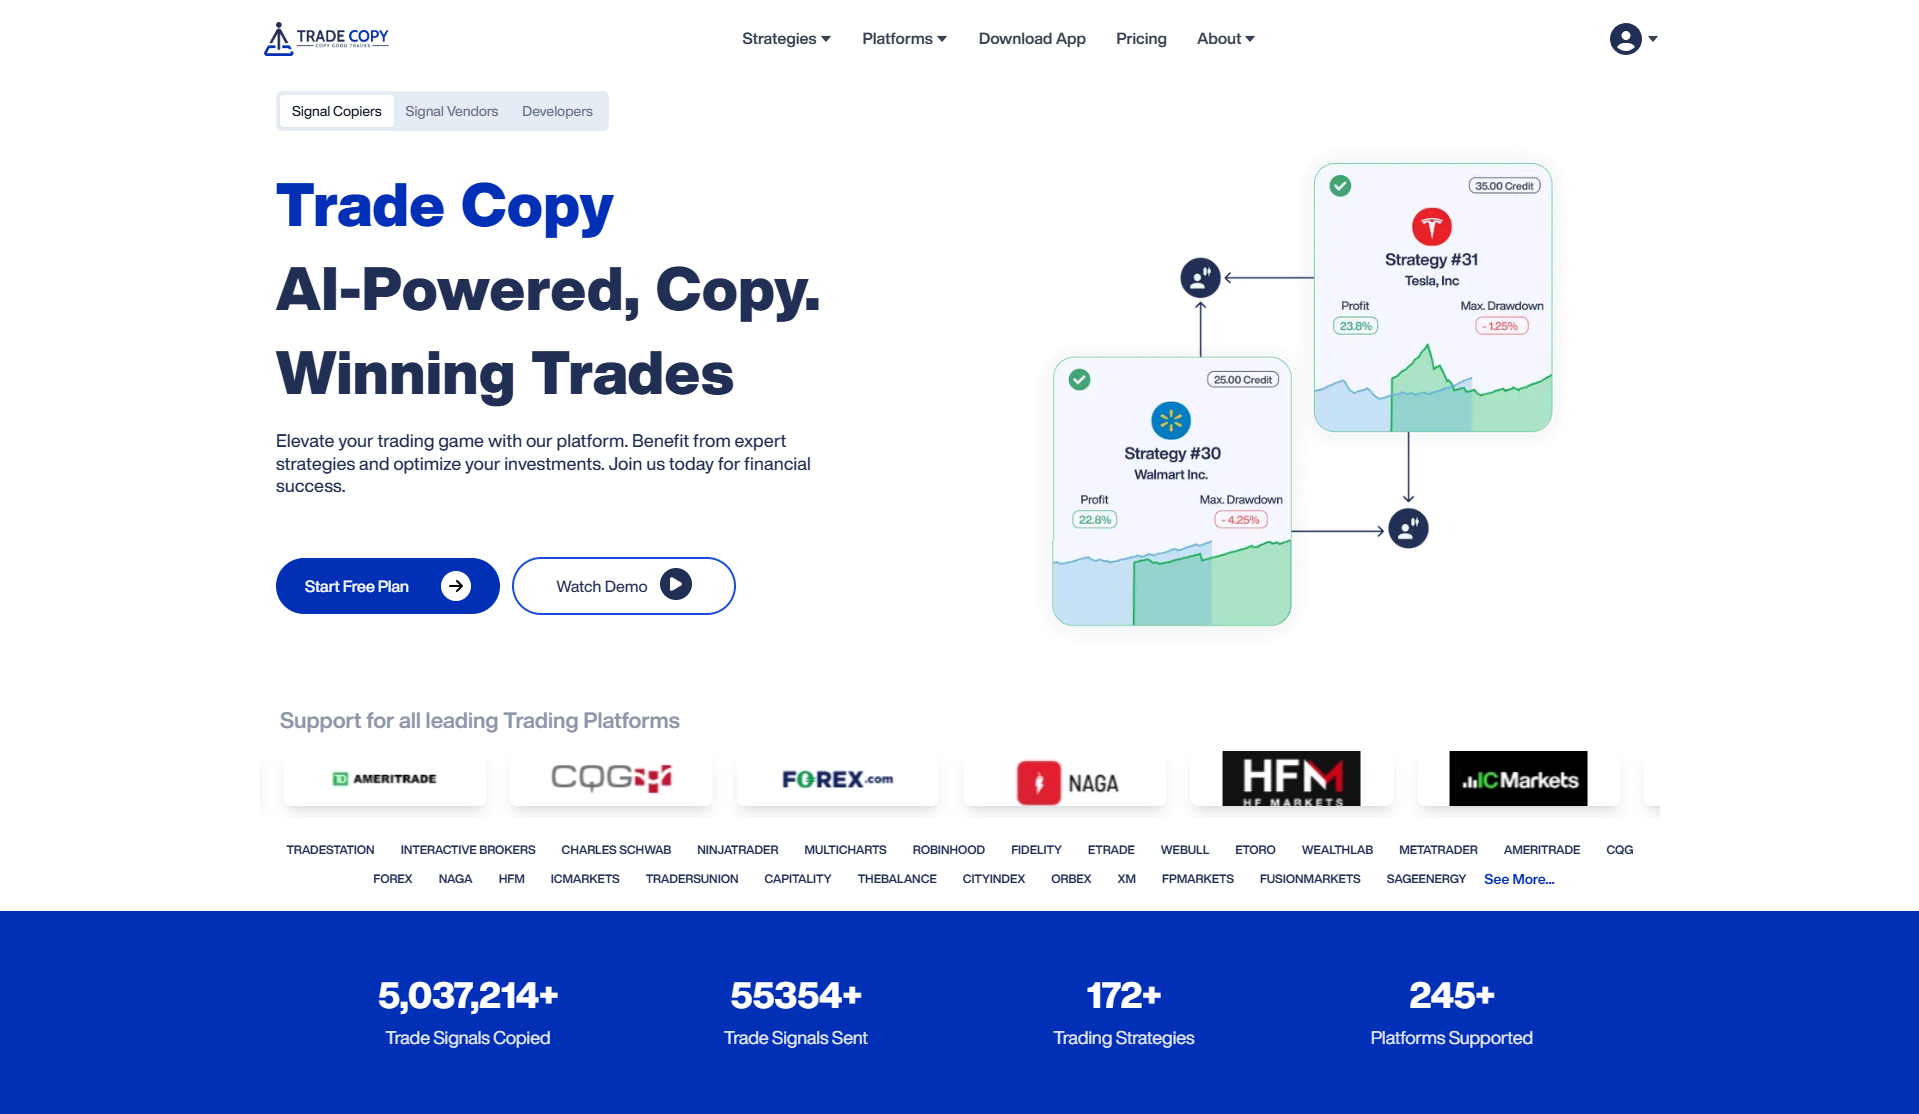 TRADE COPY
COPY GOOD TRADES
Strategies
Platforms
Download App
Pricing
About
Signal Copiers
Signal Vendors
Developers
Trade Copy
AI-Powered, Copy.
Winning Trades
Elevate your trading game with our platform. Benefit from expert
strategies and optimize your investments. Join us today for financial
success.
Start Free Plan
Watch Demo
35.00 Credit
Strategy #31
Tesla, Inc
Profit
Max. Drawdown
23.8%
- 1.25%
25.00 Credit
Strategy #30
Walmart Inc.
Profit
Max. Drawdown
22.8%
- 4.25%
Support for all leading Trading Platforms
TD AMERITRADE
CQG
FOREX.com
NAGA
HFM
HF MARKETS
IC Markets
TRADESTATION INTERACTIVE BROKERS CHARLES SCHWAB NINJATRADER MULTICHARTS ROBINHOOD FIDELITY ETRADE WEBULL ETORO WEALTHLAB METATRADER AMERITRADE CQG
FOREX NAGA HFM ICMARKETS TRADERSUNION CAPITALITY THEBALANCE CITYINDEX ORBEX XM FPMARKETS FUSIONMARKETS SAGEENERGY See More...
5,037,214+
Trade Signals Copied
55354+
Trade Signals Sent
172+
Trading Strategies
245+
Platforms Supported